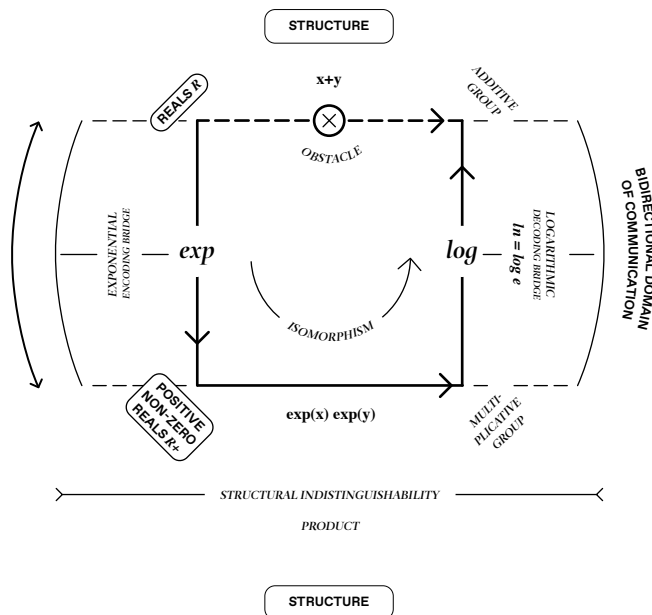 STRUCTURE
x+y
REALS R
ADDITIVE
GROUP
OBSTACLE
EXPONENTIAL
ENCODING BRIDGE
exp
log
ln = log e
LOGARITHMIC
DECODING BRIDGE
BIDIRECTIONAL DOMAIN
OF COMMUNICATION
ISOMORPHISM
POSITIVE
NON-ZERO
REALS R+
exp(x) exp(y)
MULTI-
PLICATIVE
GROUP
STRUCTURAL INDISTINGUISHABILITY
PRODUCT
STRUCTURE